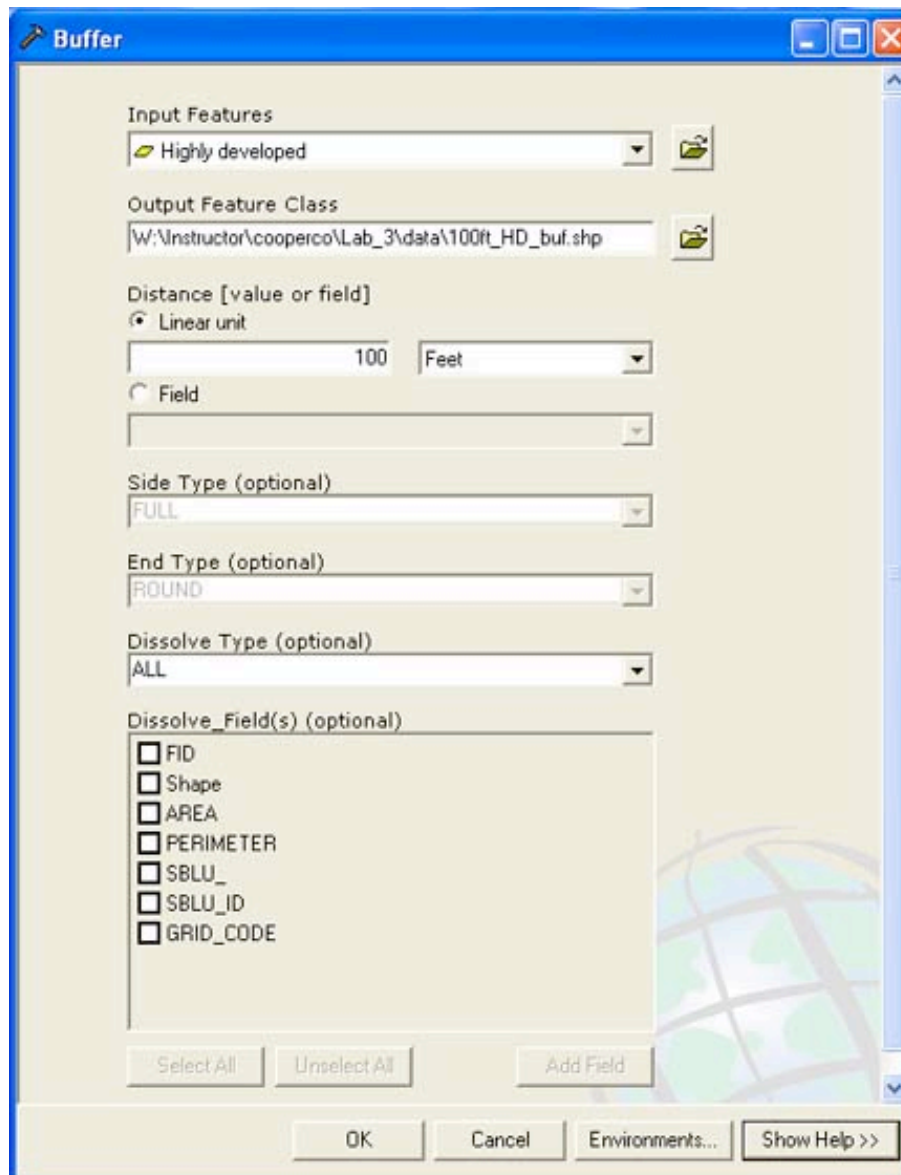 Buffer
Input Features
Highly developed
Output Feature Class
W:\Instructor\cooperco\Lab_3\data\100ft_HD_buf.shp
Distance [value or field]
Linear unit
100 Feet
Field
Side Type (optional)
FULL
End Type (optional)
ROUND
Dissolve Type (optional)
ALL
Dissolve_Field(s) (optional)
FID
Shape
AREA
PERIMETER
SBLU_
SBLU_ID
GRID_CODE
Select All Unselect All Add Field
OK Cancel Environments... Show Help >>